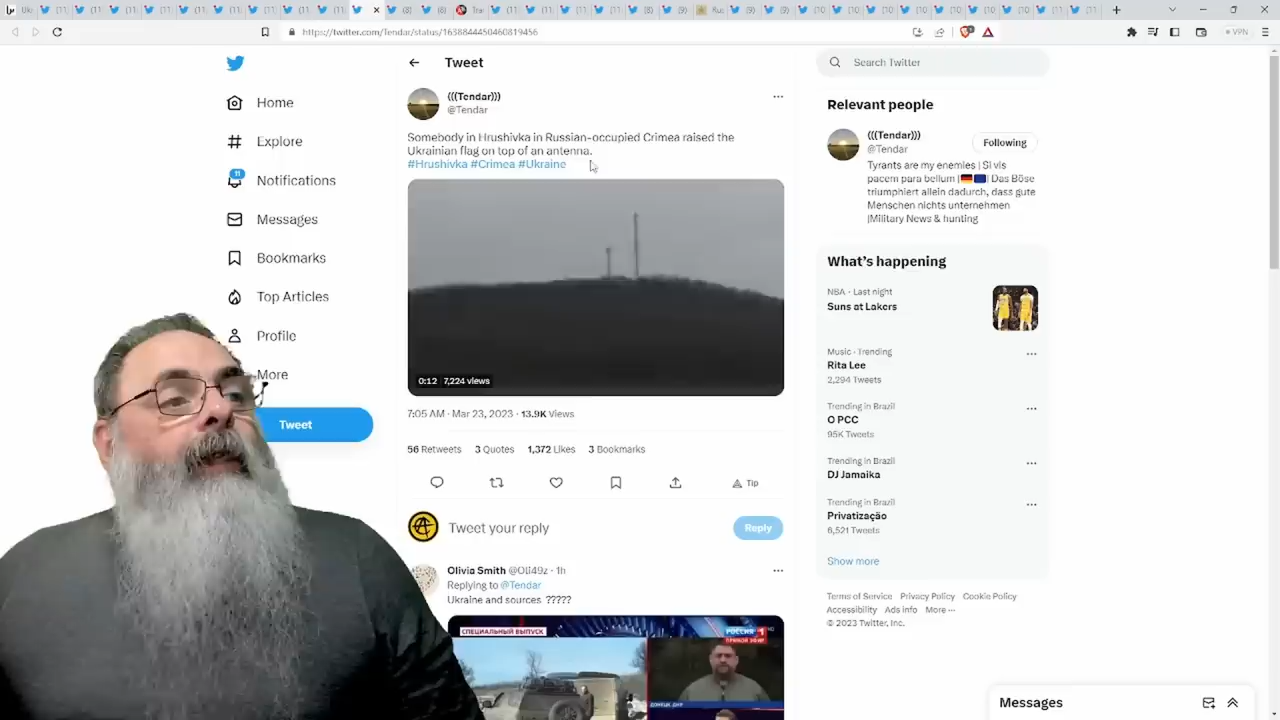 https://twitter.com/Tendar/status/1638844450460819456
VPN
Home
Explore
11
Notifications
Messages
Bookmarks
Top Articles
Profile
More
Tweet
Tweet
(((Tendar)))
@Tendar
Somebody in Hrushivka in Russian-occupied Crimea raised the
Ukrainian flag on top of an antenna.
#Hrushivka #Crimea #Ukraine
0:12 7,224 views
7:05 AM · Mar 23, 2023 · 13.9K Views
56 Retweets 3 Quotes 1,372 Likes 3 Bookmarks
Tip
Tweet your reply
Reply
Olivia Smith @Oli49z · 1h
Replying to @Tendar
Ukraine and sources ?????
СПЕЦИАЛЬНЫЙ ВЫПУСК
РОССИЯ 1
ПРЯМОЙ ЭФИР
ДОНЕЦК ДНР
Search Twitter
Relevant people
(((Tendar)))
@Tendar
Following
Tyrants are my enemies | Si vis
pacem para bellum | Das Böse
triumphiert allein dadurch, dass gute
Menschen nichts unternehmen
|Military News & hunting
What's happening
NBA · Last night
Suns at Lakers
Music · Trending
Rita Lee
2,294 Tweets
Trending in Brazil
O PCC
95K Tweets
Trending in Brazil
DJ Jamaika
Trending in Brazil
Privatização
6,521 Tweets
Show more
Terms of Service Privacy Policy Cookie Policy
Accessibility Ads info More ···
© 2023 Twitter, Inc.
Messages